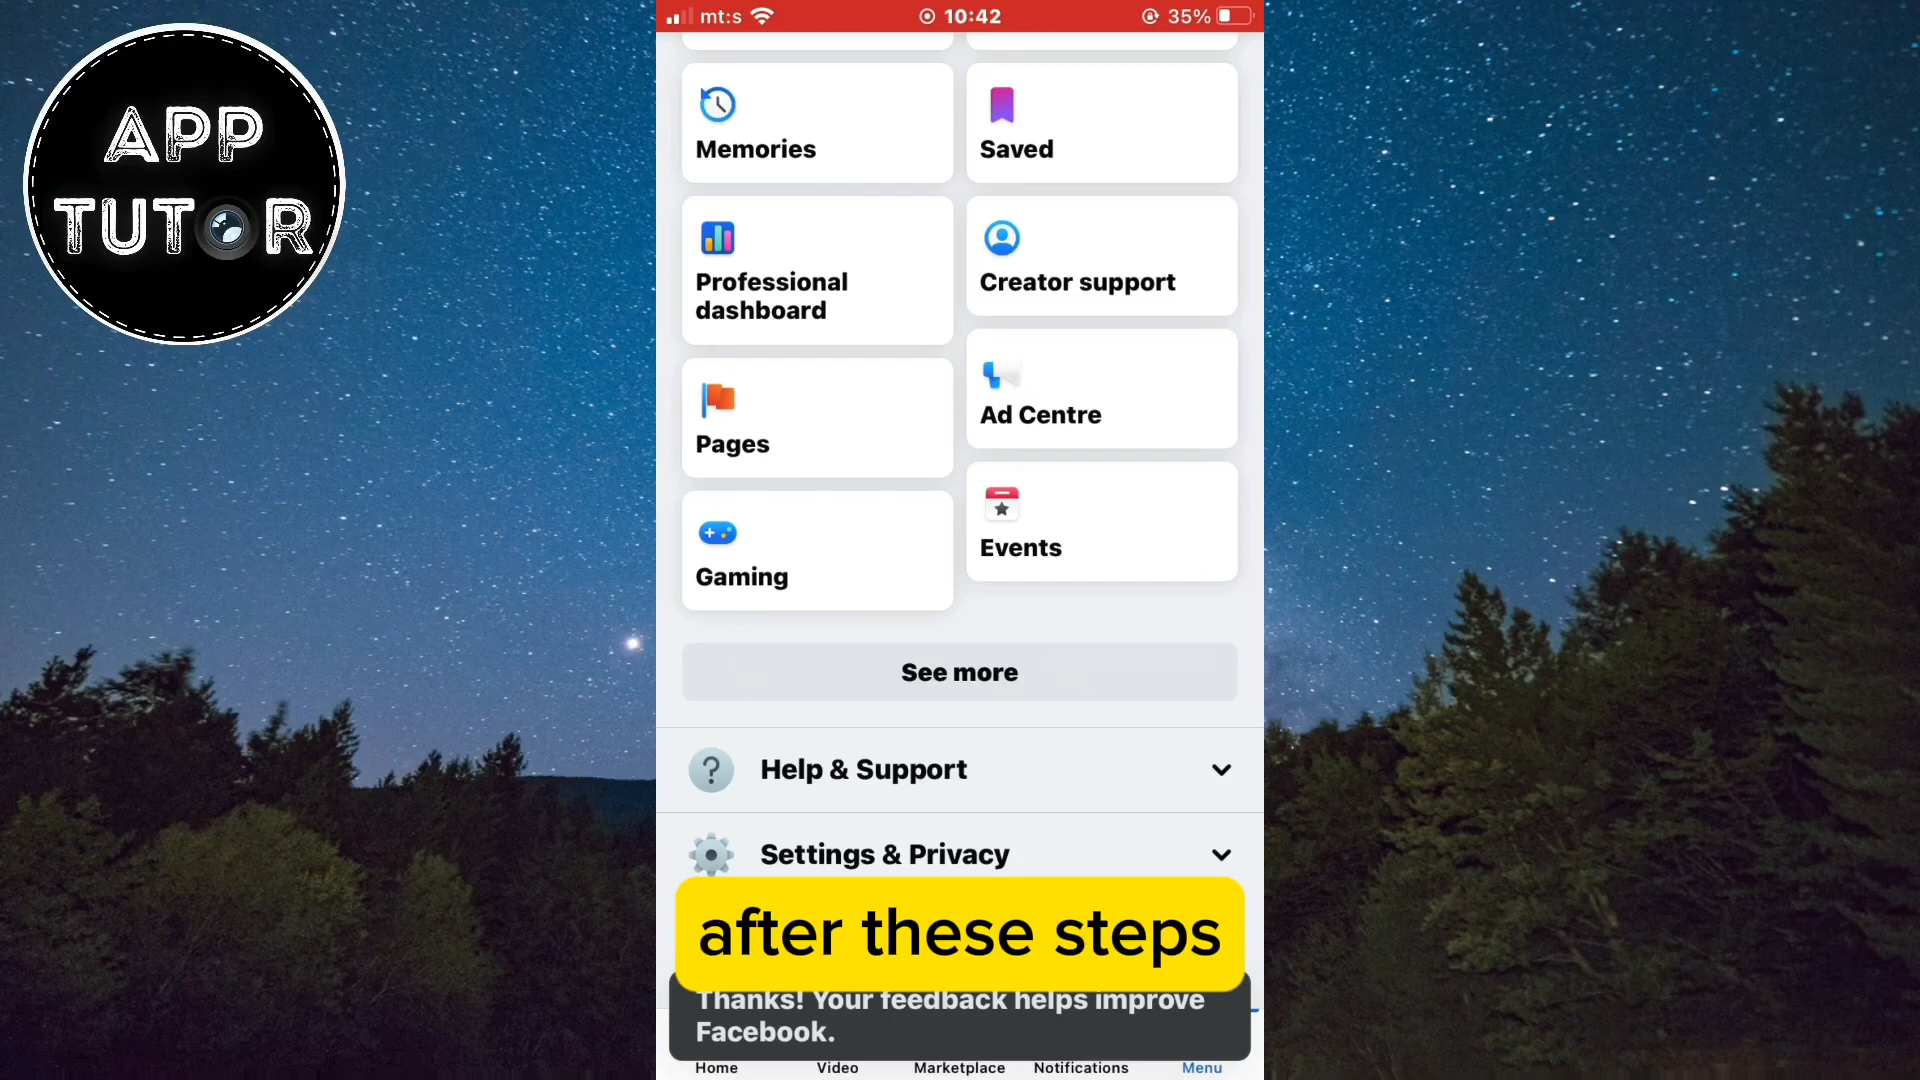 APP
TUTOR
mt:s
10:42
35%
Memories
Saved
Professional
dashboard
Creator support
Ad Centre
Pages
Events
Gaming
See more
Help & Support
Settings & Privacy
after these steps
Thanks! Your feedback helps improve
Facebook.
Home
Video
Marketplace
Notifications
Menu